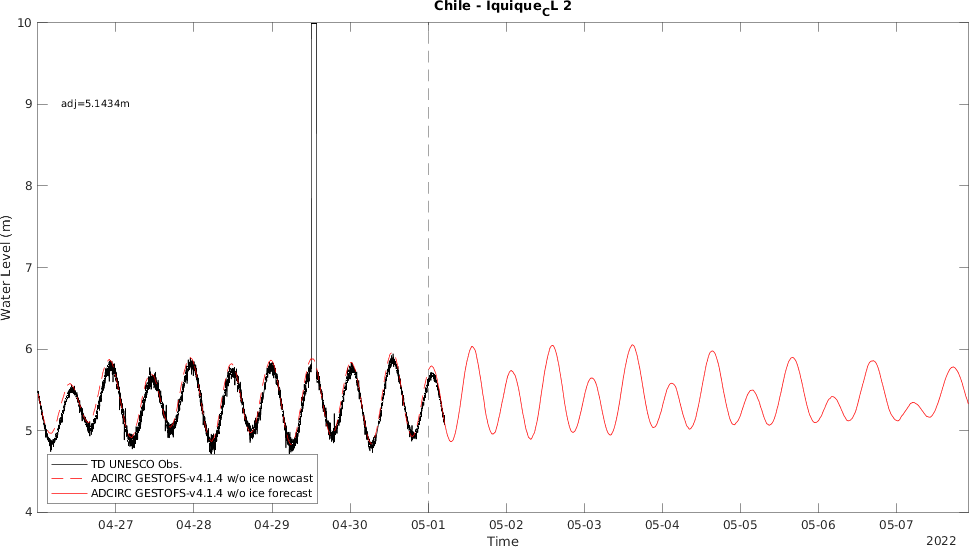 Chile - Iquique_CL 2
10
9
8
7
6
5
4
Water Level (m)
adj=5.1434m
TD UNESCO Obs.
ADCIRC GESTOFS-v4.1.4 w/o ice nowcast
ADCIRC GESTOFS-v4.1.4 w/o ice forecast
04-27 04-28 04-29 04-30 05-01 05-02 05-03 05-04 05-05 05-06 05-07
Time
2022